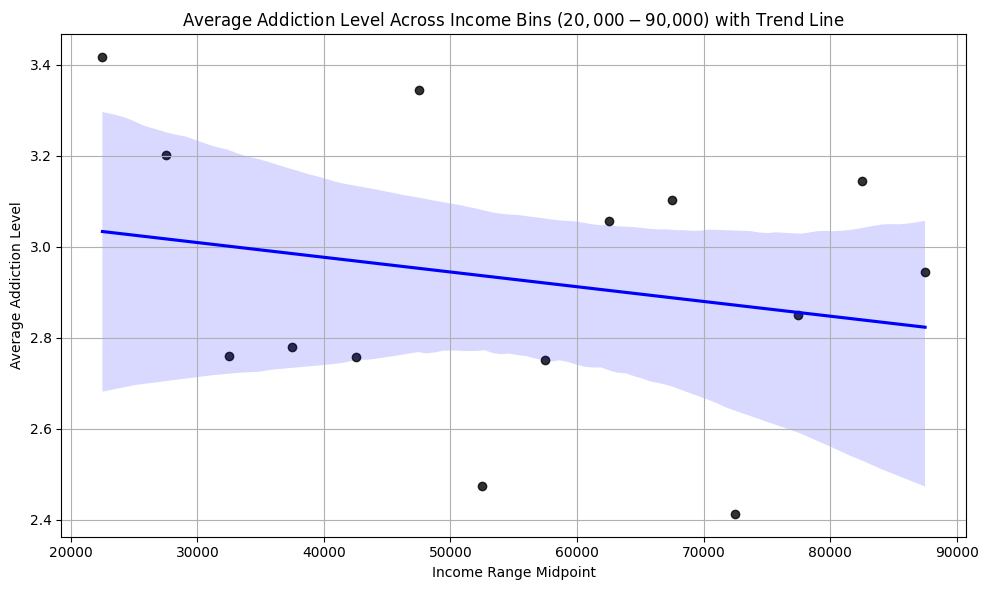 Average Addiction Level Across Income Bins (20,000 − 90,000) with Trend Line
3.4
3.2
3.0
2.8
2.6
2.4
Average Addiction Level
20000 30000 40000 50000 60000 70000 80000 90000
Income Range Midpoint